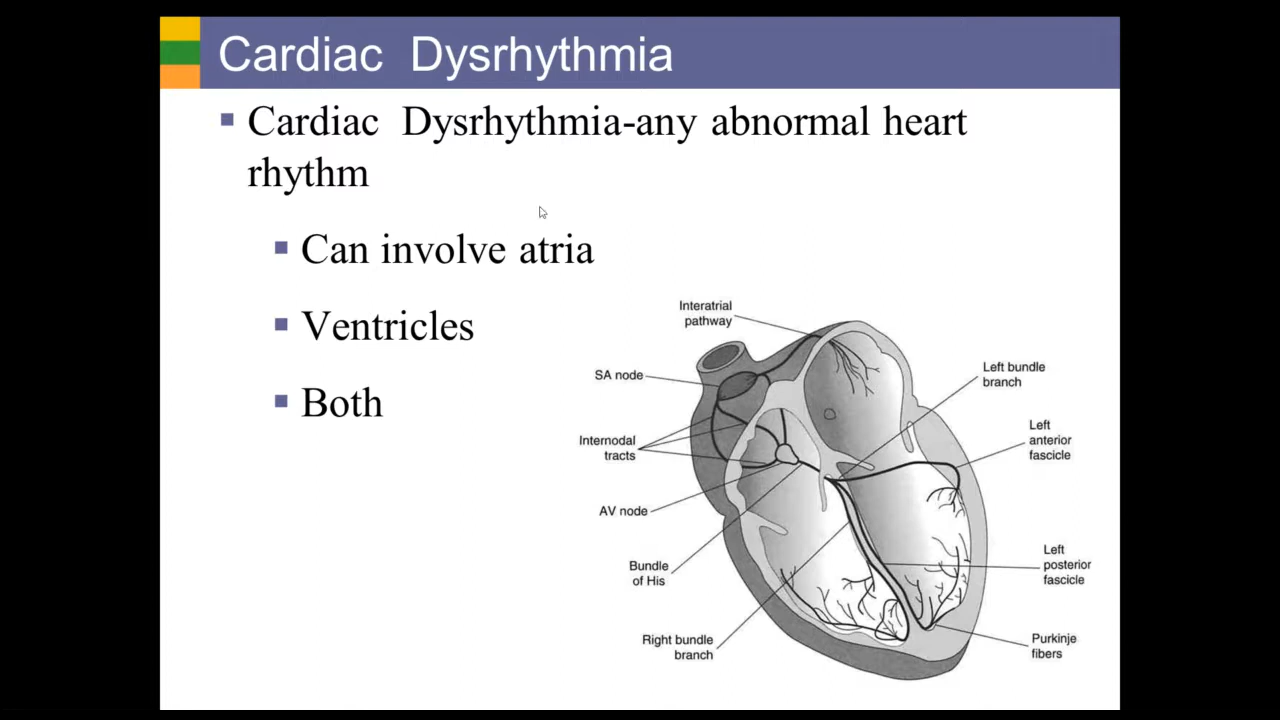 Cardiac Dysrhythmia
Cardiac Dysrhythmia-any abnormal heart
rhythm
Can involve atria
Ventricles
Both
Interatrial
pathway
SA node
Internodal
tracts
AV node
Bundle
of His
Right bundle
branch
Left bundle
branch
Left
anterior
fascicle
Left
posterior
fascicle
Purkinje
fibers